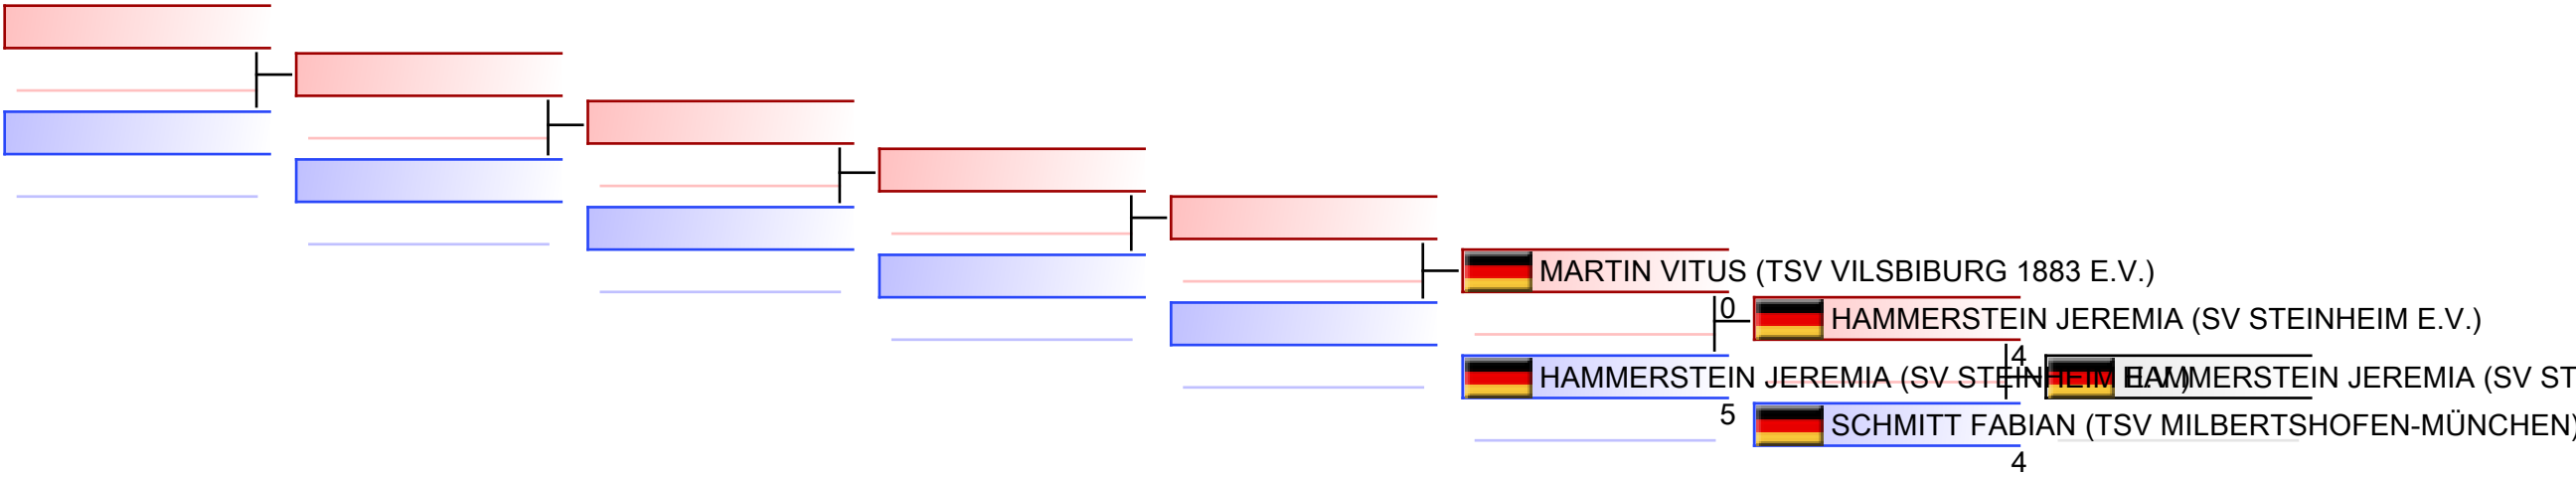 MARTIN VITUS (TSV VILSBIBURG 1883 E.V.)
0
HAMMERSTEIN JEREMIA (SV STEINHEIM E.V.)
4
HAMMERSTEIN JEREMIA (SV STEINHEIM E.V.)
HAMMERSTEIN JEREMIA (SV ST
5
SCHMITT FABIAN (TSV MILBERTSHOFEN-MÜNCHEN)
4